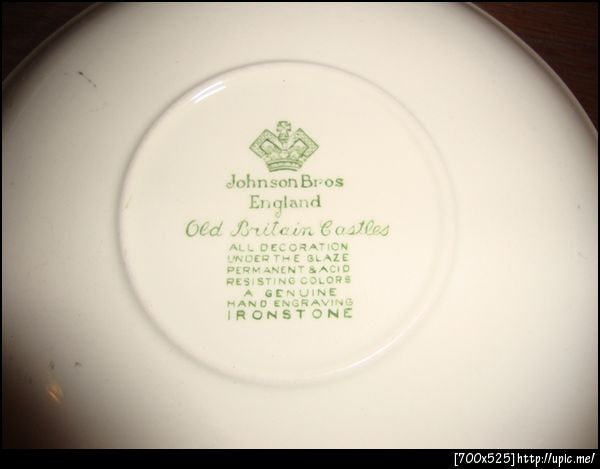 Johnson Bros
England
Old Britain Castles
ALL DECORATION
UNDER THE GLAZE
PERMANENT & ACID
RESISTING COLORS
A GENUINE
HAND ENGRAVING
IRONSTONE
[700x525]http://upic.me/